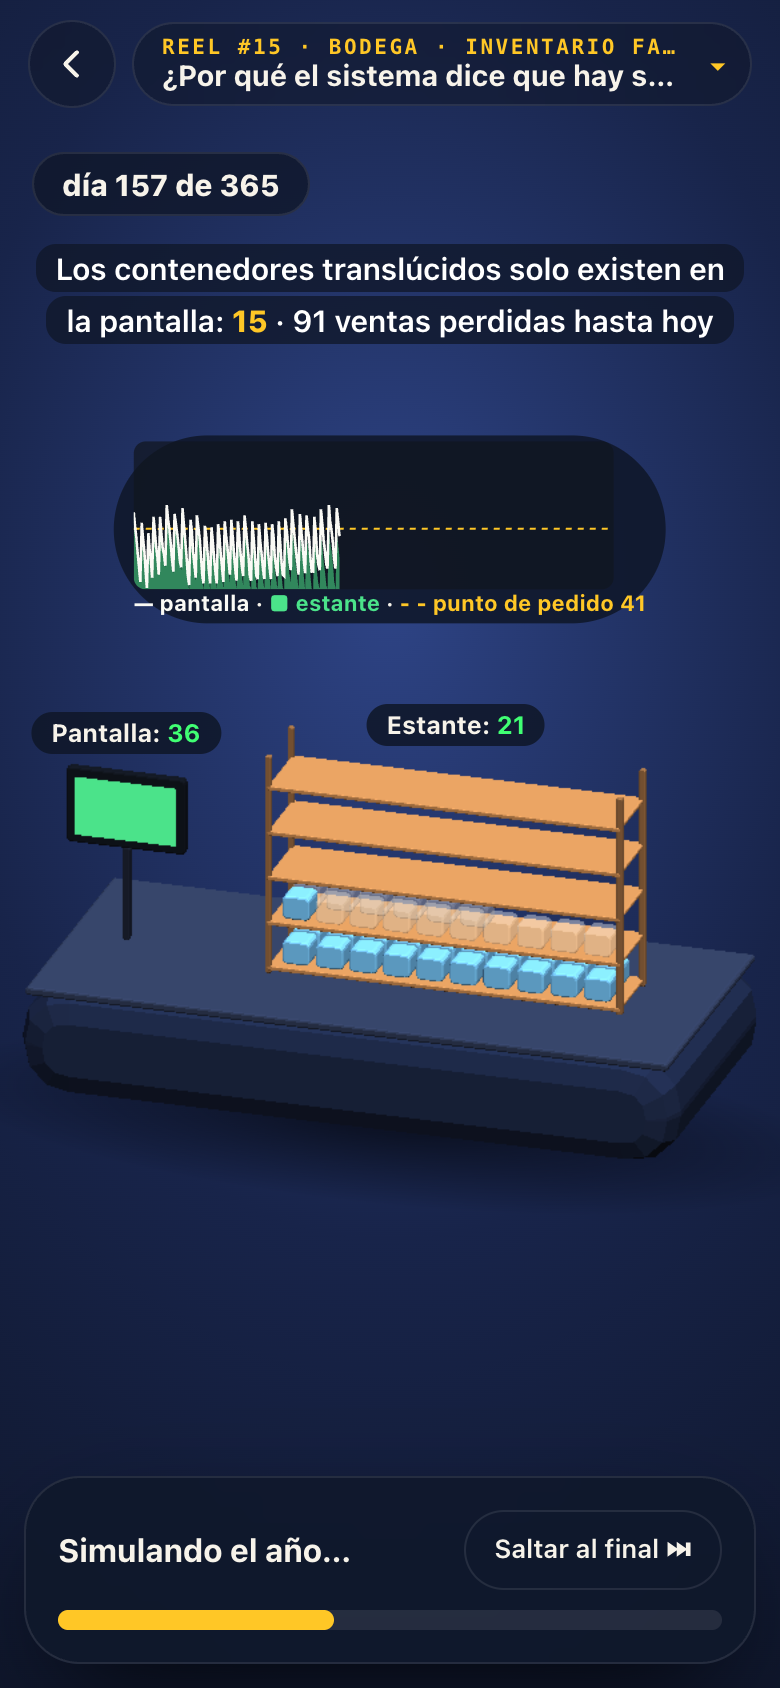 REEL #15 · BODEGA · INVENTARIO FA…
¿Por qué el sistema dice que hay s…
día 157 de 365
Los contenedores translúcidos solo existen en
la pantalla: 15 · 91 ventas perdidas hasta hoy
— pantalla · estante · - - punto de pedido 41
Pantalla: 36
Estante: 21
Simulando el año…
Saltar al final ⏭